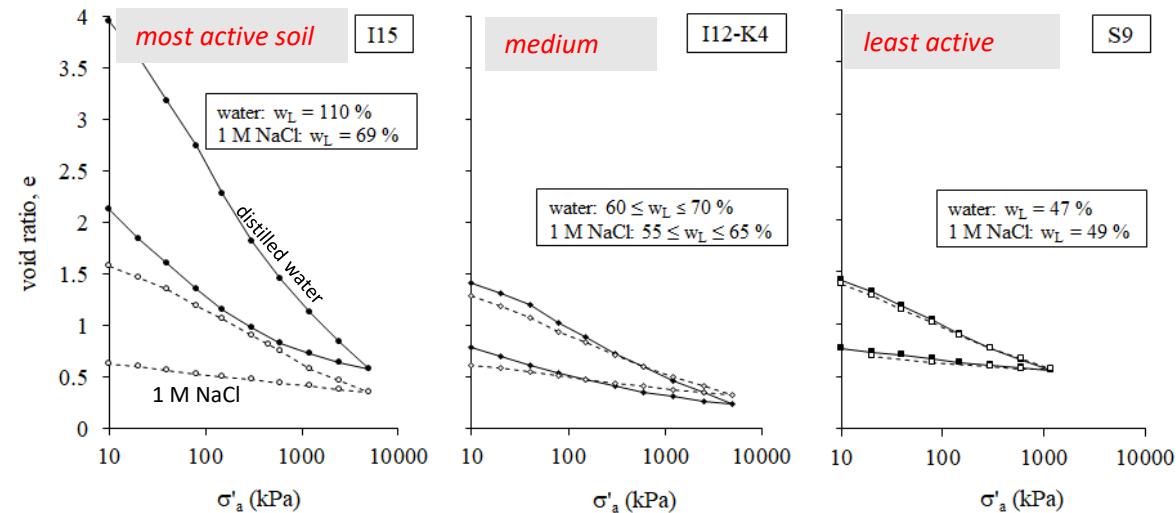 most active soil
I15
medium
I12-K4
least active
S9
water: w_L = 110 %
1 M NaCl: w_L = 69 %
water: 60 ≤ w_L ≤ 70 %
1 M NaCl: 55 ≤ w_L ≤ 65 %
water: w_L = 47 %
1 M NaCl: w_L = 49 %
distilled water
1 M NaCl
void ratio, e
4
3.5
3
2.5
2
1.5
1
0.5
0
10 100 1000 10000
10 100 1000 10000
10 100 1000 10000
σ'a (kPa)
σ'a (kPa)
σ'a (kPa)